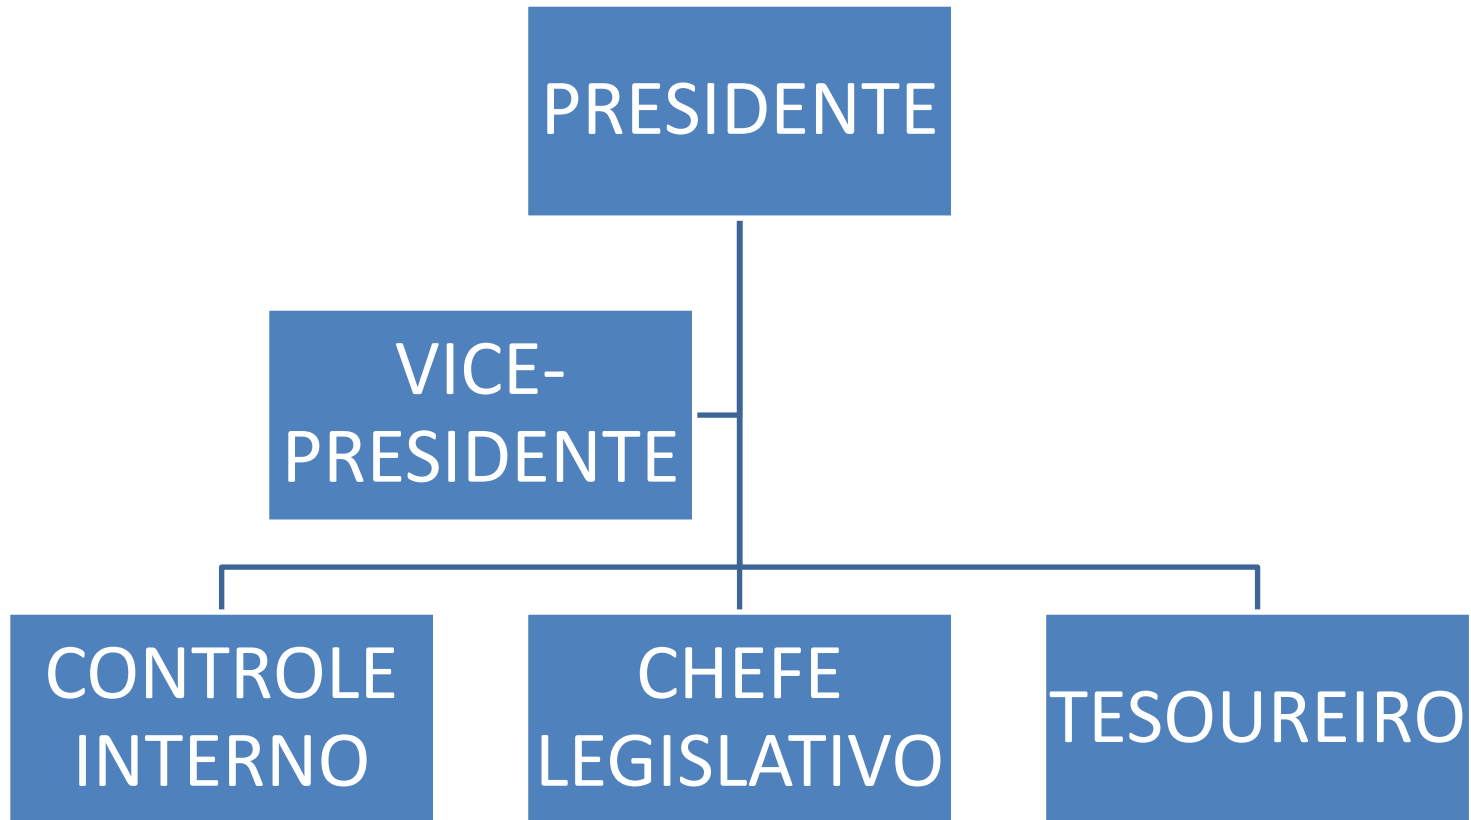 PRESIDENTE
VICE-
PRESIDENTE
CONTROLE
INTERNO
CHEFE
LEGISLATIVO
TESOUREIRO